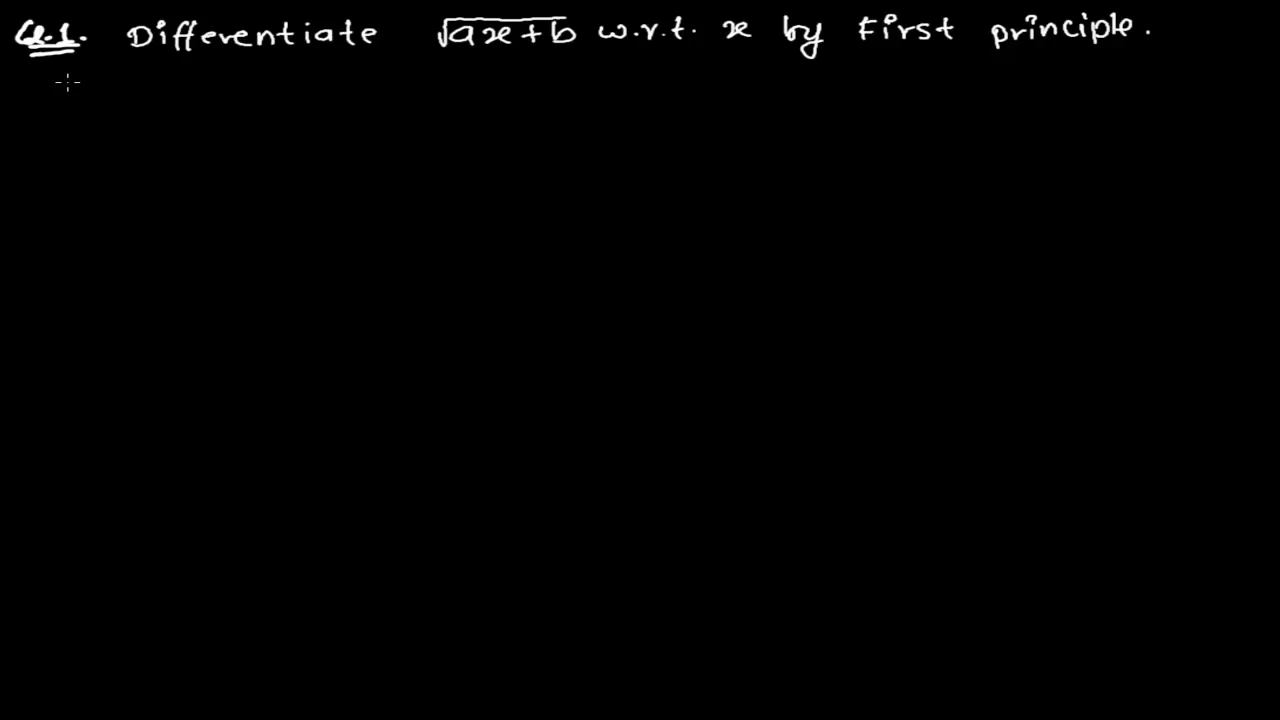 Q.1. Differentiate √ax+b w.r.t. x by First principle.